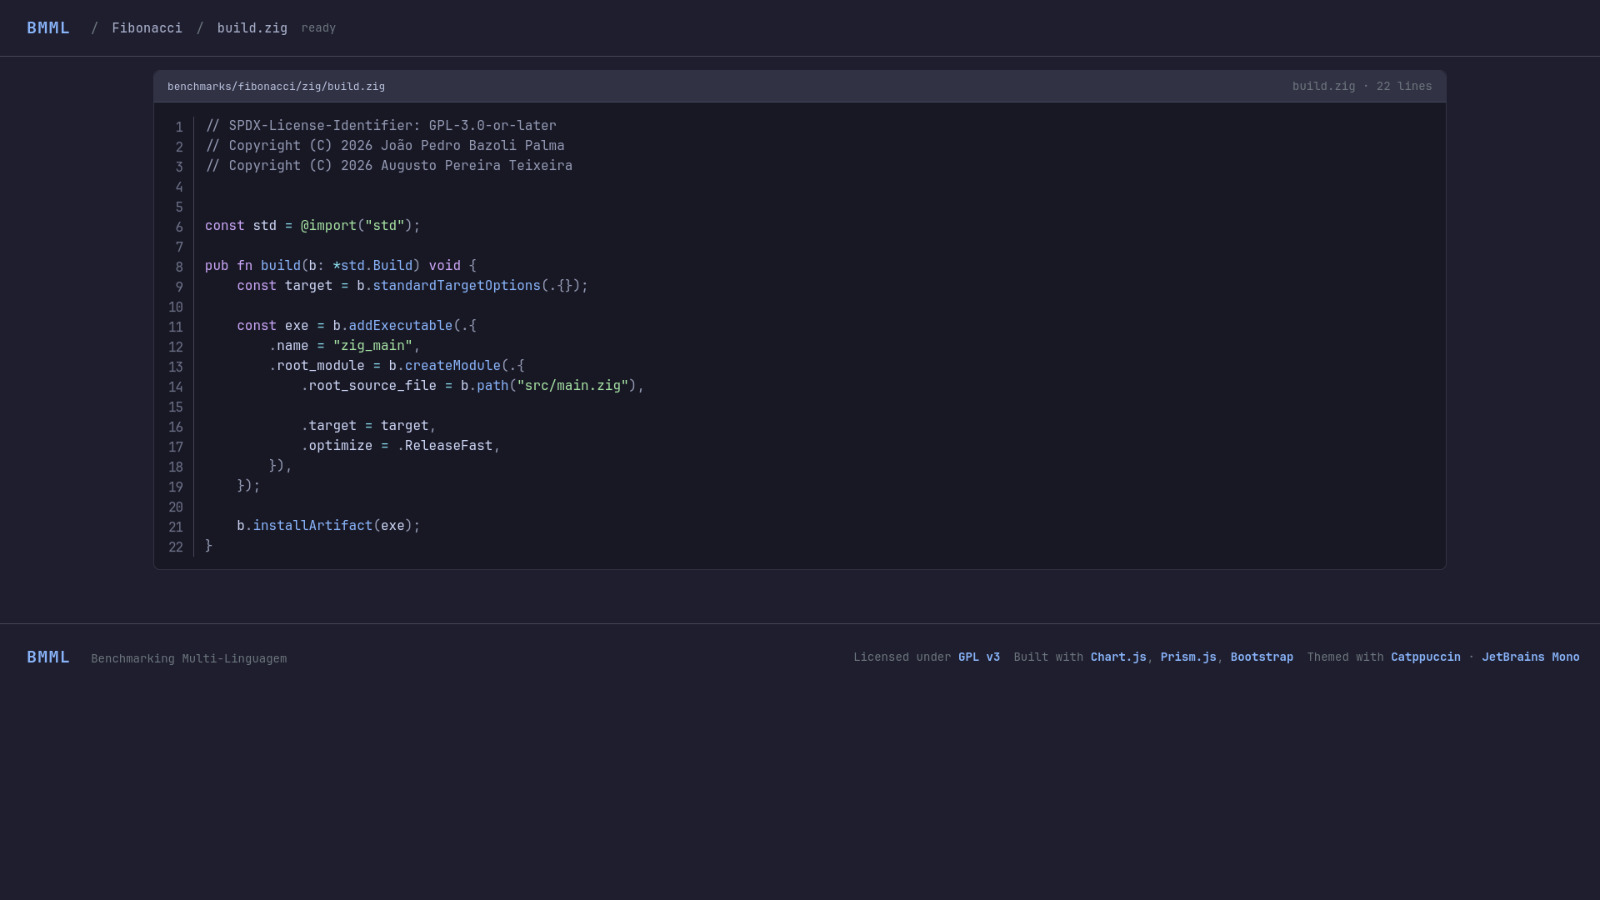 BMML / Fibonacci / build.zig ready
benchmarks/fibonacci/zig/build.zig build.zig · 22 lines
1 // SPDX-License-Identifier: GPL-3.0-or-later
2 // Copyright (C) 2026 João Pedro Bazoli Palma
3 // Copyright (C) 2026 Augusto Pereira Teixeira
4
5
6 const std = @import("std");
7
8 pub fn build(b: *std.Build) void {
9     const target = b.standardTargetOptions(.{});
10
11     const exe = b.addExecutable(.{
12         .name = "zig_main",
13         .root_module = b.createModule(.{
14             .root_source_file = b.path("src/main.zig"),
15
16             .target = target,
17             .optimize = .ReleaseFast,
18         }),
19     });
20
21     b.installArtifact(exe);
22 }
BMML Benchmarking Multi-Linguagem Licensed under GPL v3 Built with Chart.js, Prism.js, Bootstrap Themed with Catppuccin · JetBrains Mono